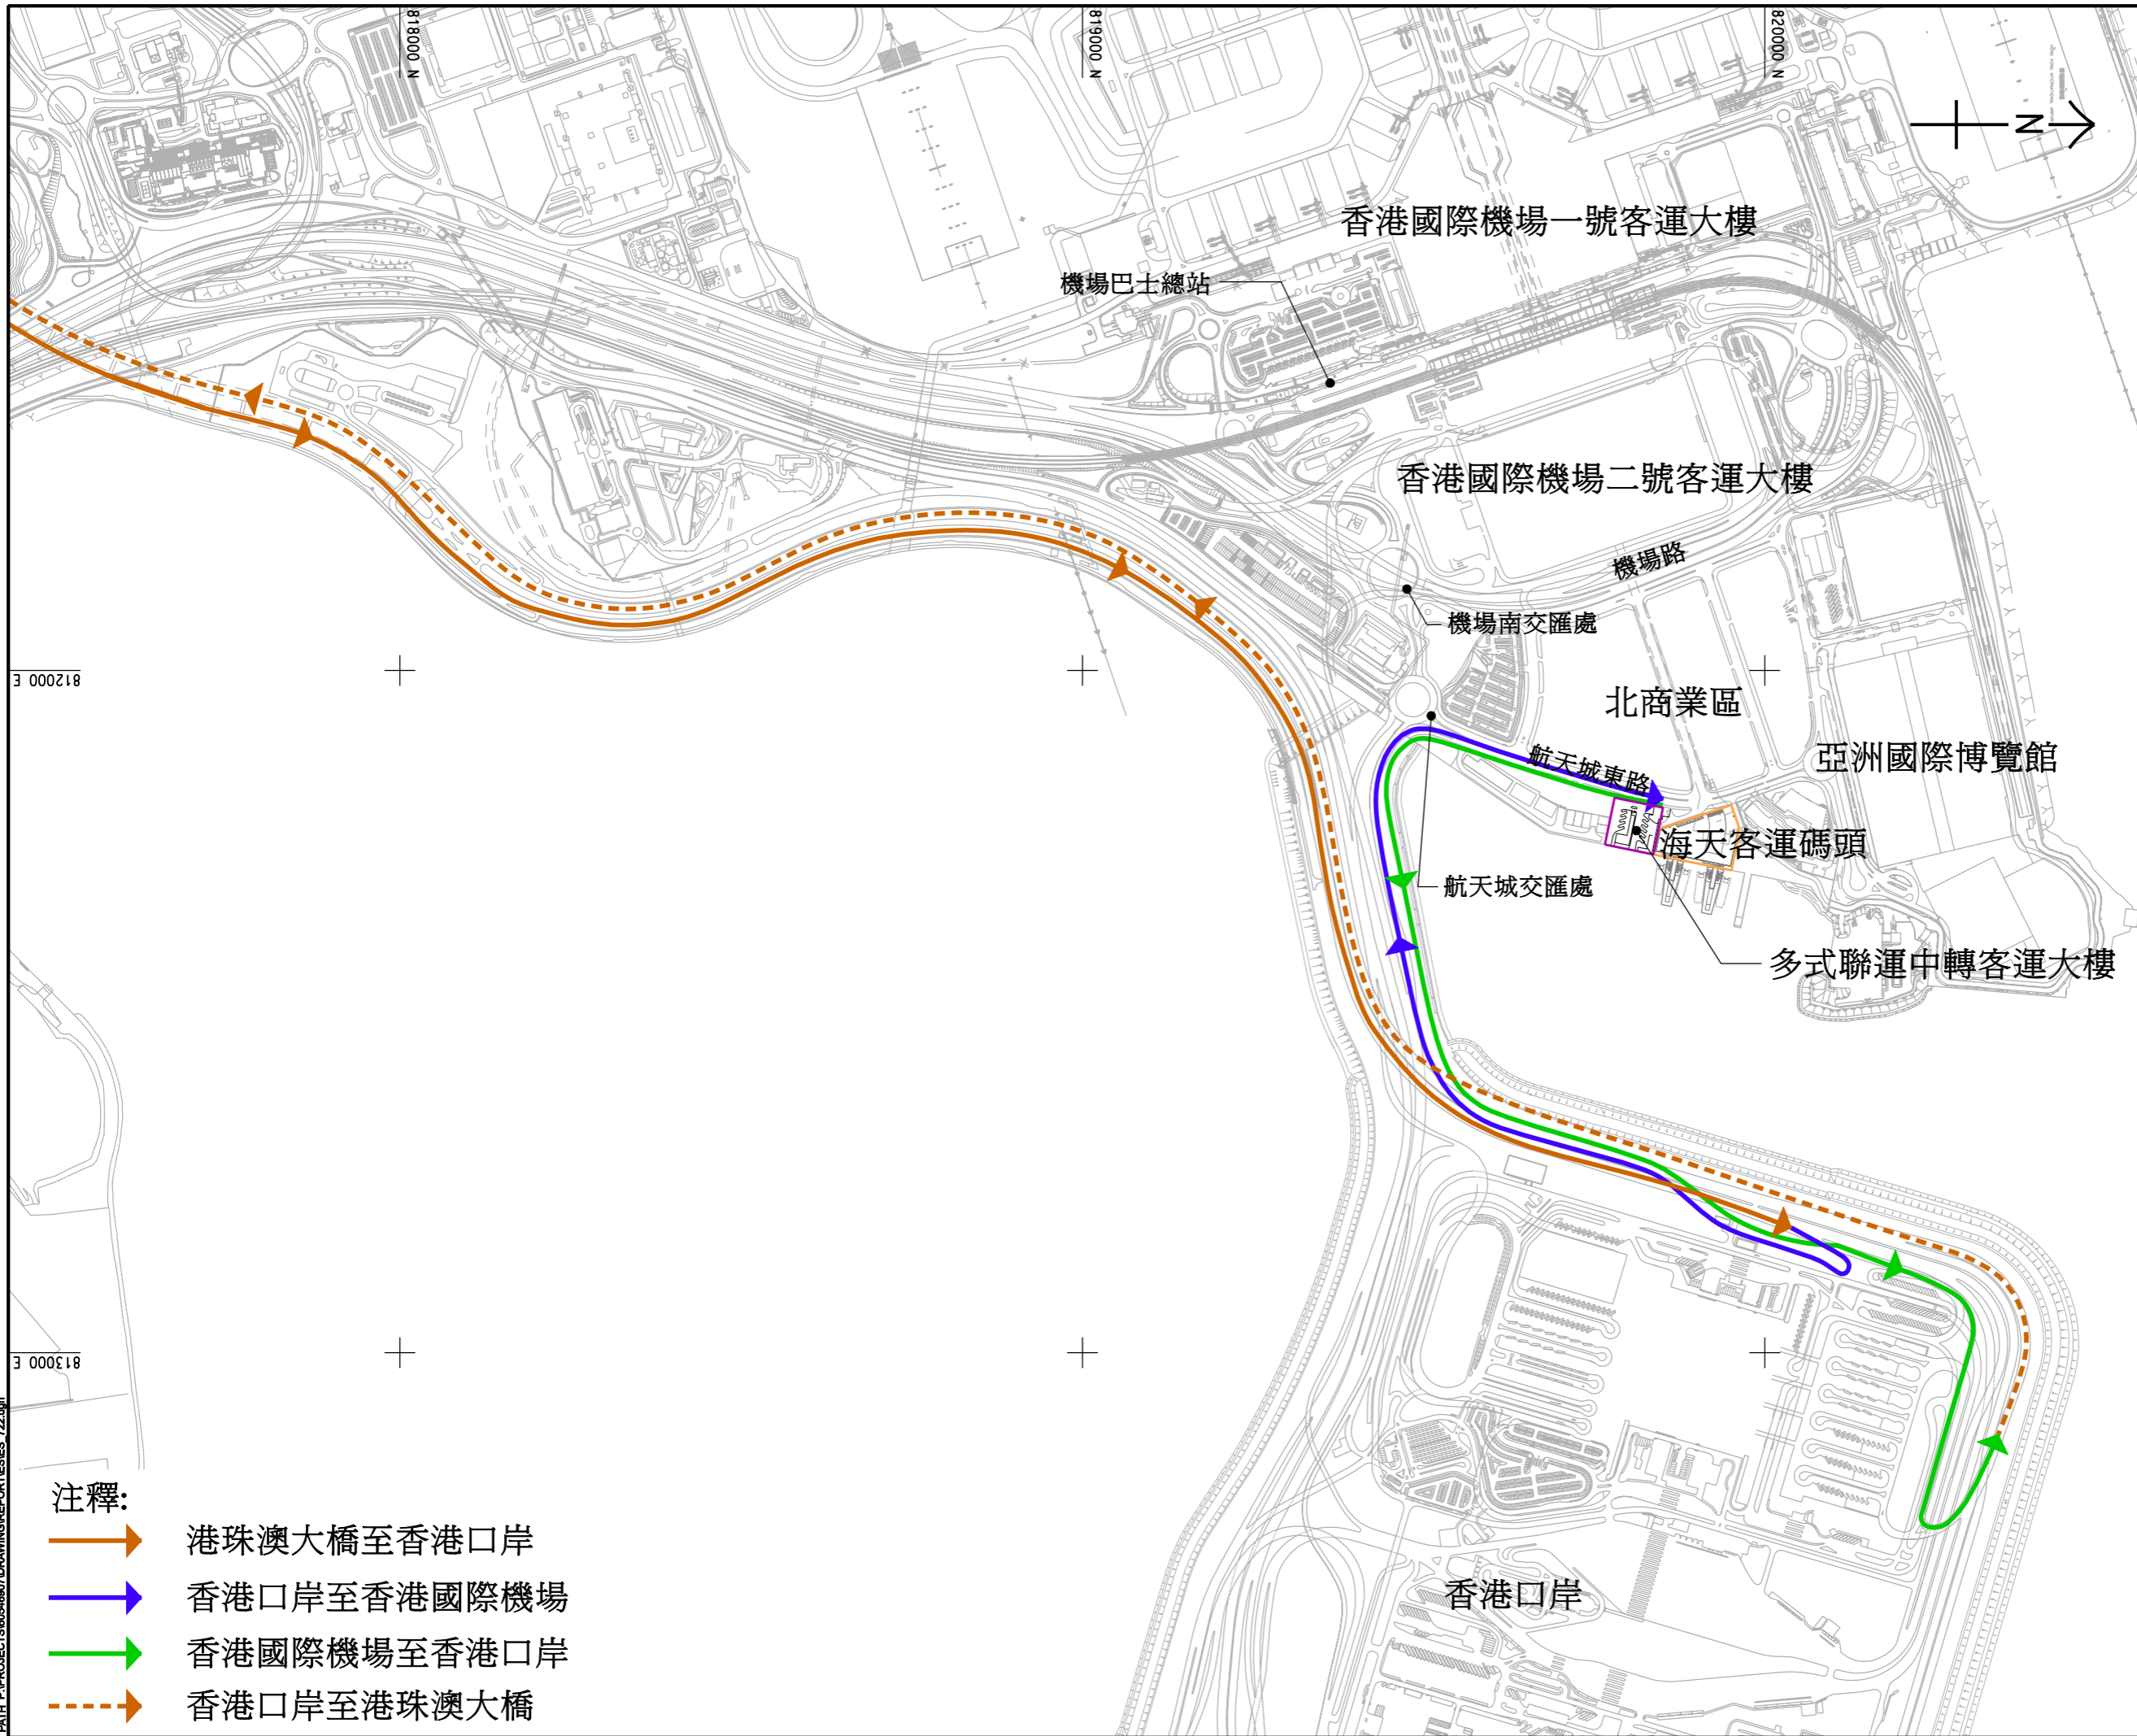 818000 N
819000 N
820000 N
N
香港國際機場一號客運大樓
機場巴士總站
香港國際機場二號客運大樓
機場路
機場南交匯處
812000 E
北商業區
航天城東路
亞洲國際博覽館
海天客運碼頭
航天城交匯處
多式聯運中轉客運大樓
813000 E
注釋:
港珠澳大橋至香港口岸
香港口岸至香港國際機場
香港口岸
香港國際機場至香港口岸
香港口岸至港珠澳大橋